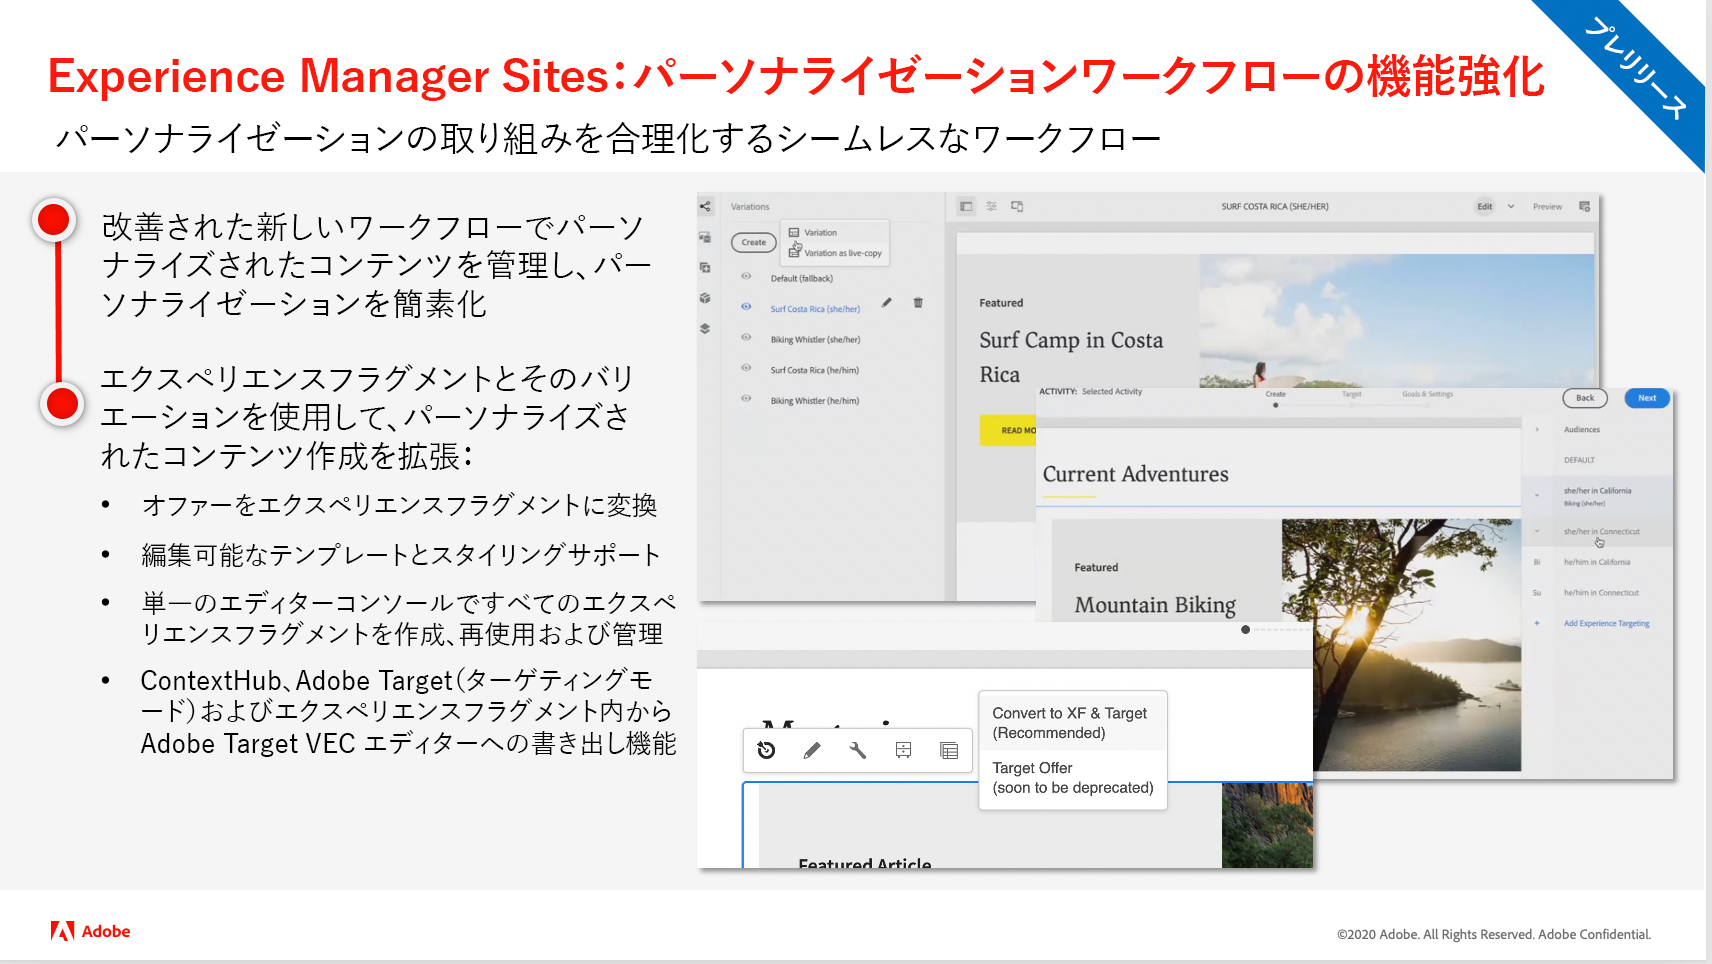 プレリリース
Experience Manager Sites：パーソナライゼーションワークフローの機能強化
パーソナライゼーションの取り組みを合理化するシームレスなワークフロー
改善された新しいワークフローでパーソ
ナライズされたコンテンツを管理し、パー
ソナライゼーションを簡素化
エクスペリエンスフラグメントとそのバリ
エーションを使用して、パーソナライズさ
れたコンテンツ作成を拡張：
• オファーをエクスペリエンスフラグメントに変換
• 編集可能なテンプレートとスタイリングサポート
• 単一のエディターコンソールですべてのエクスペ
リエンスフラグメントを作成、再使用および管理
• ContextHub、Adobe Target（ターゲティングモ
ード）およびエクスペリエンスフラグメント内から
Adobe Target VEC エディターへの書き出し機能
Variations
SURF COSTA RICA (SHE/HER)
Edit
Preview
Create
Variation
Variation as live-copy
Default (fallback)
Surf Costa Rica (she/her)
Biking Whistler (she/her)
Surf Costa Rica (he/him)
Biking Whistler (he/him)
Featured
Surf Camp in Costa
Rica
READ MO
ACTIVITY: Selected Activity
Create
Target
Goals & Settings
Back
Next
Current Adventures
Featured
Mountain Biking
Audiences
DEFAULT
she/her in California
Biking (she/her)
she/her in Connecticut
Bi he/him in California
Su he/him in Connecticut
+ Add Experience Targeting
Convert to XF & Target
(Recommended)
Target Offer
(soon to be deprecated)
Featured Article
Adobe
©2020 Adobe. All Rights Reserved. Adobe Confidential.